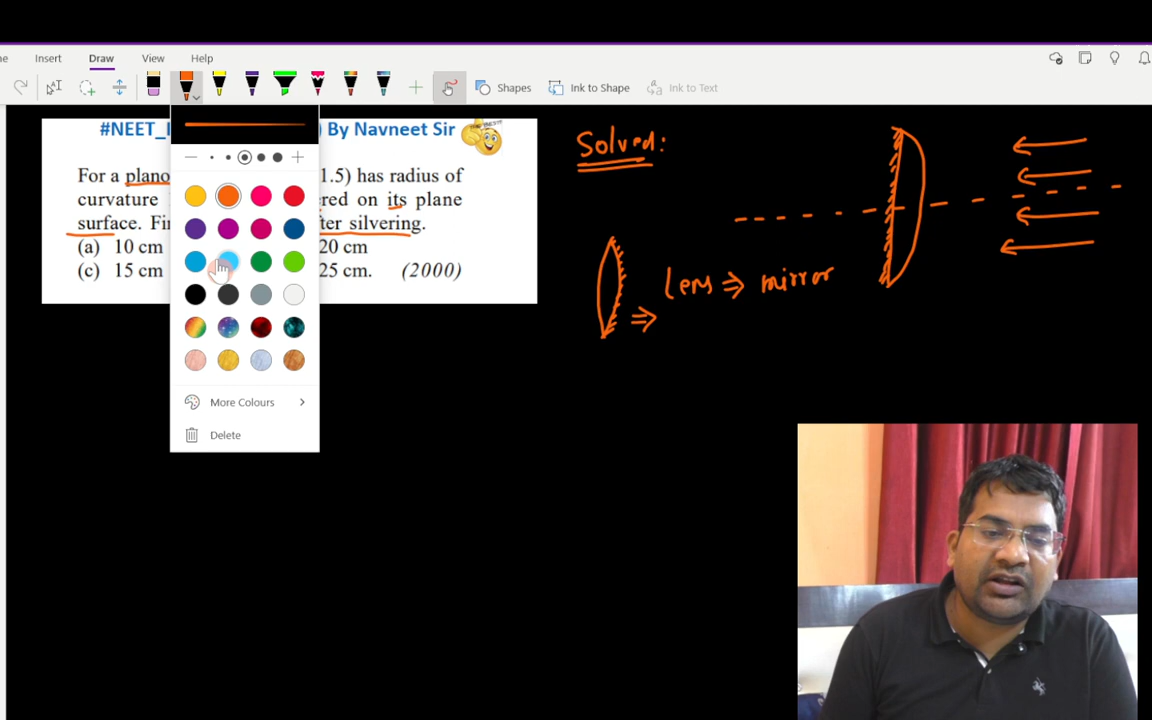 ne Insert Draw View Help
Shapes Ink to Shape Ink to Text
#NEET_ ) By Navneet Sir
Solved:
For a plano 1.5) has radius of
curvature red on its plane
surface. Fi ter silvering.
(a) 10 cm 20 cm
(c) 15 cm 25 cm. (2000)
lens ⇒ mirror
⇒
More Colours
Delete